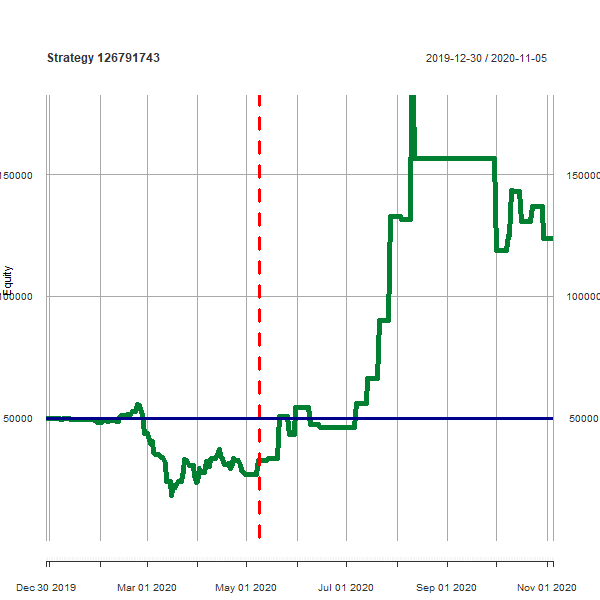 Strategy 126791743
2019-12-30 / 2020-11-05
150000
150000
Equity
100000
100000
50000
50000
Dec 30 2019
Mar 01 2020
May 01 2020
Jul 01 2020
Sep 01 2020
Nov 01 2020